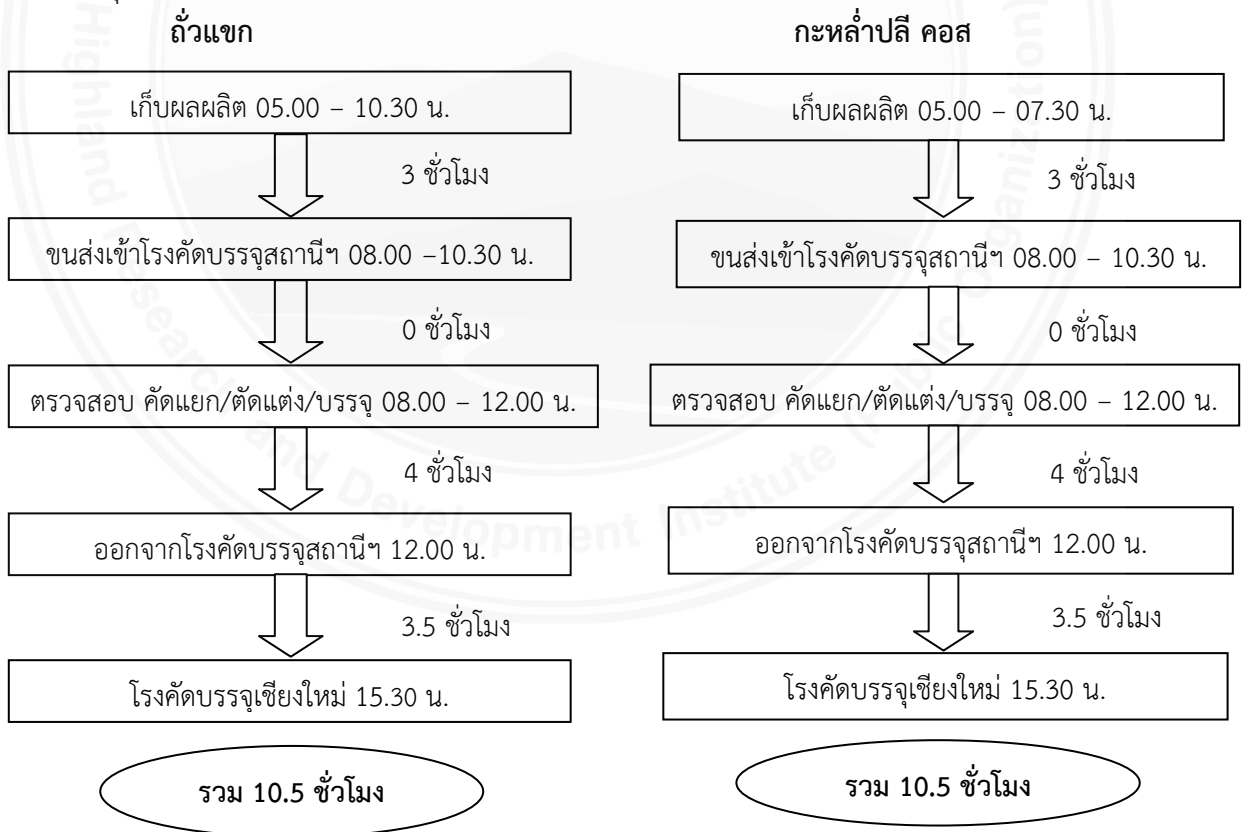 ถั่วแขก
เก็บผลผลิต 05.00 – 10.30 น.
3 ชั่วโมง
ขนส่งเข้าโรงคัดบรรจุสถานีฯ 08.00 –10.30 น.
0 ชั่วโมง
ตรวจสอบ คัดแยก/ตัดแต่ง/บรรจุ 08.00 – 12.00 น.
4 ชั่วโมง
ออกจากโรงคัดบรรจุสถานีฯ 12.00 น.
3.5 ชั่วโมง
โรงคัดบรรจุเชียงใหม่ 15.30 น.
รวม 10.5 ชั่วโมง
กะหล่ำปลี คอส
เก็บผลผลิต 05.00 – 07.30 น.
3 ชั่วโมง
ขนส่งเข้าโรงคัดบรรจุสถานีฯ 08.00 – 10.30 น.
0 ชั่วโมง
ตรวจสอบ คัดแยก/ตัดแต่ง/บรรจุ 08.00 – 12.00 น.
4 ชั่วโมง
ออกจากโรงคัดบรรจุสถานีฯ 12.00 น.
3.5 ชั่วโมง
โรงคัดบรรจุเชียงใหม่ 15.30 น.
รวม 10.5 ชั่วโมง
Highland Research and Development Institute (Public Organization)